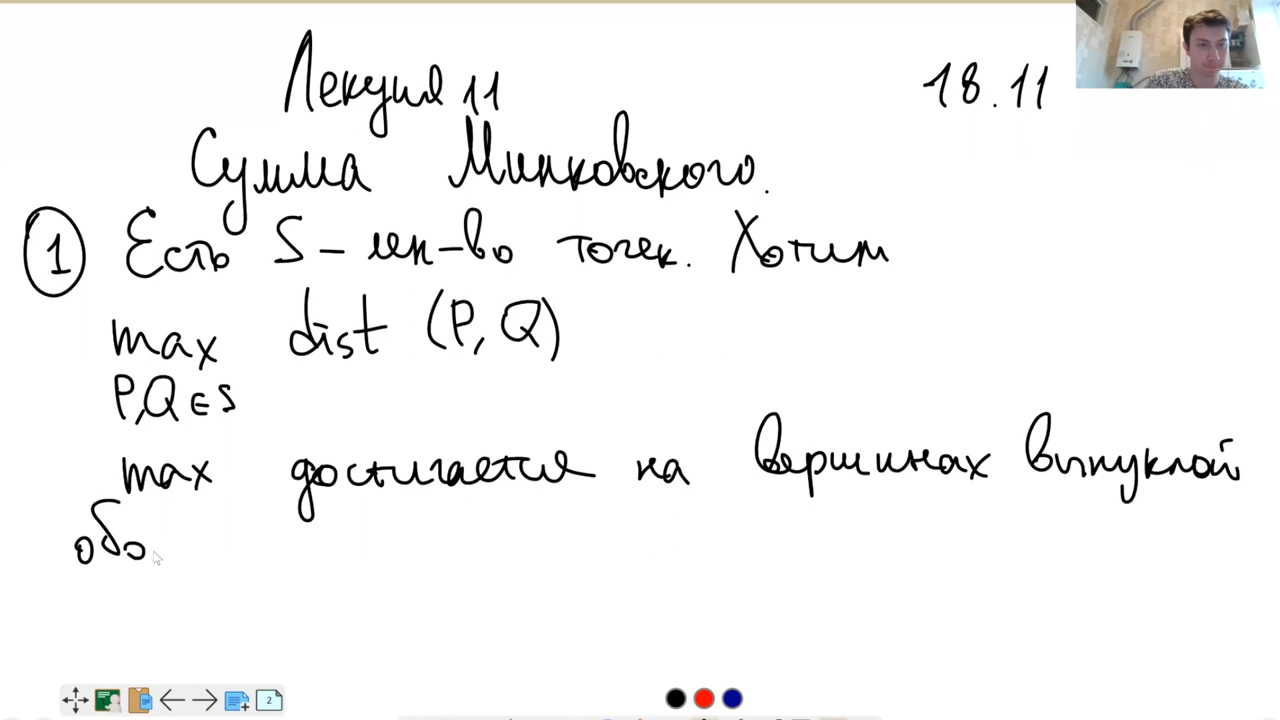 Лекция 11 18.11
Сумма Минковского.
1 Есть S - мн-во точек. Хотим
max dist (P, Q)
P,Q ∈ S
max достигается на вершинах выпуклой
обо
2